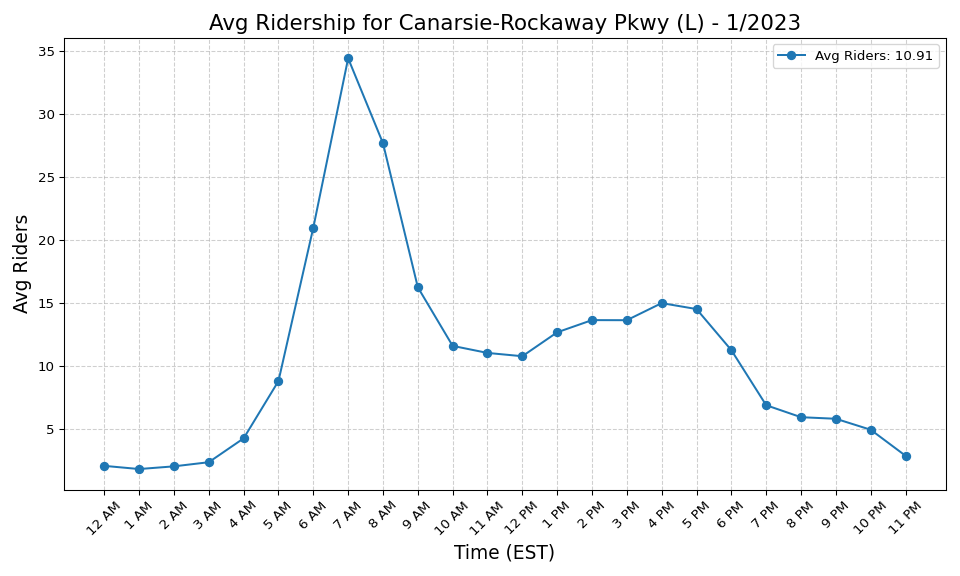 Avg Ridership for Canarsie-Rockaway Pkwy (L) - 1/2023
Avg Riders: 10.91
Avg Riders
35
30
25
20
15
10
5
12 AM
1 AM
2 AM
3 AM
4 AM
5 AM
6 AM
7 AM
8 AM
9 AM
10 AM
11 AM
12 PM
1 PM
2 PM
3 PM
4 PM
5 PM
6 PM
7 PM
8 PM
9 PM
10 PM
11 PM
Time (EST)